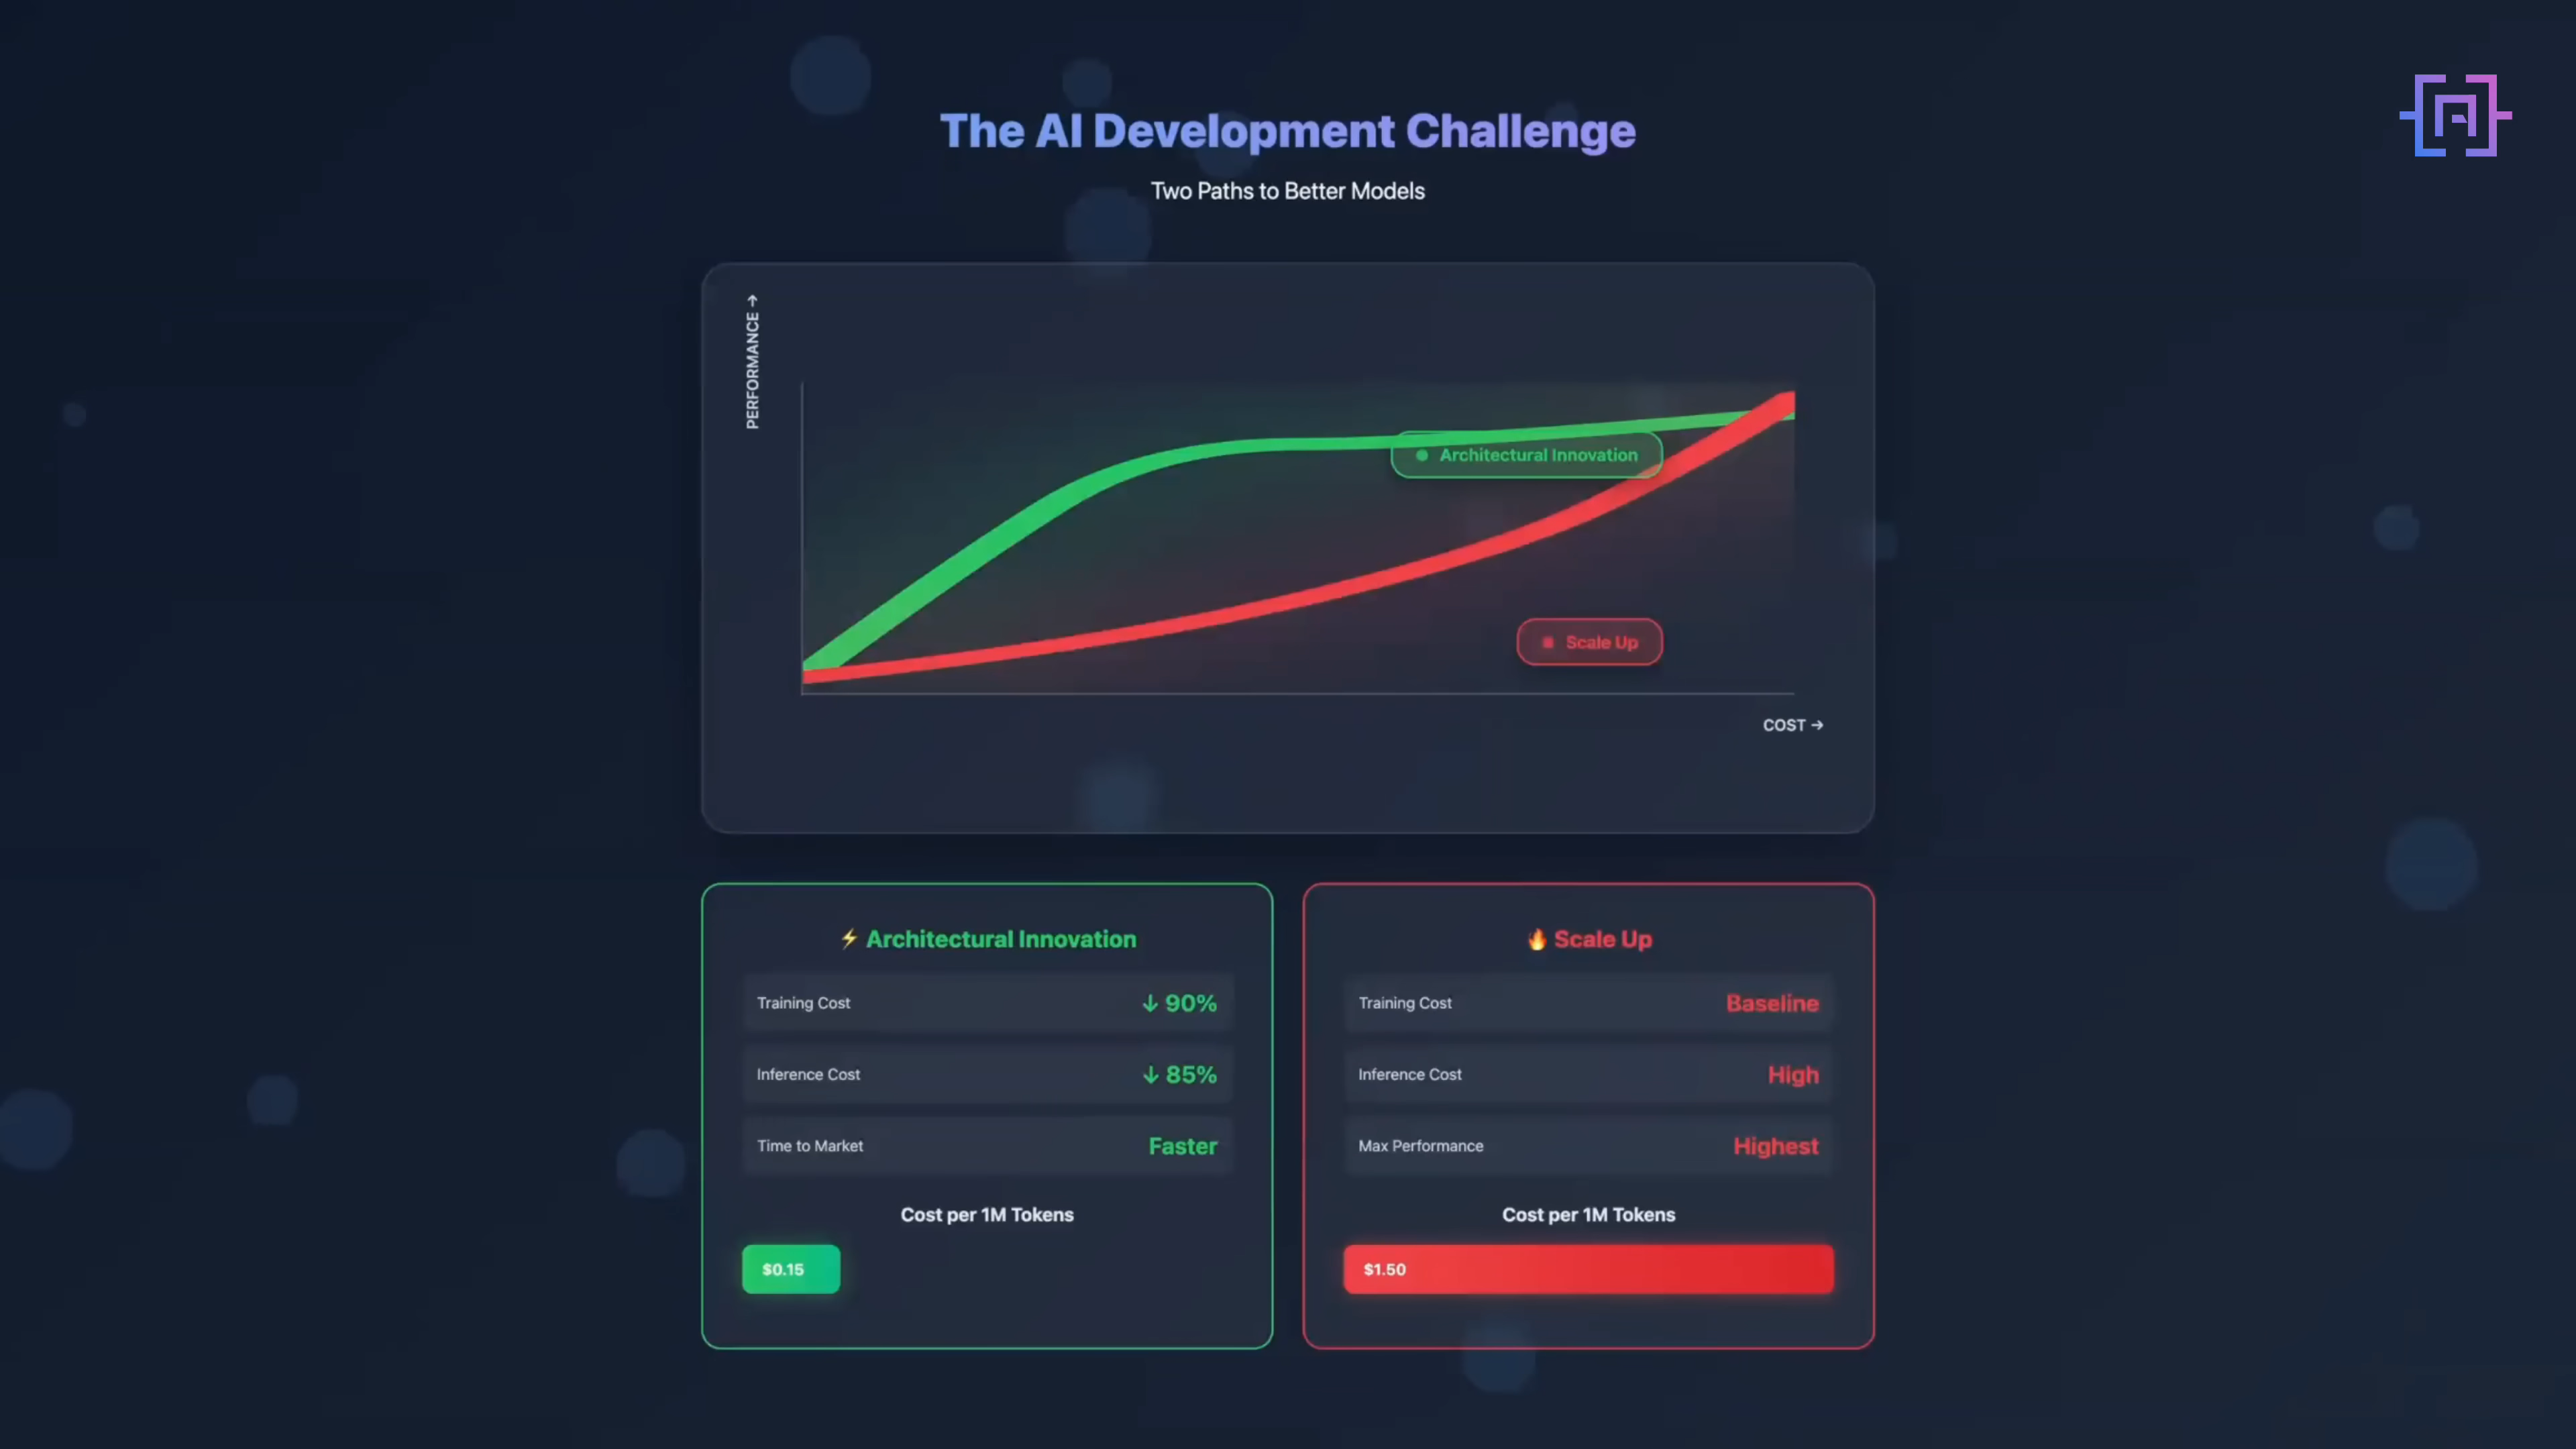 The AI Development Challenge
Two Paths to Better Models
PERFORMANCE →
Architectural Innovation
Scale Up
COST →
⚡ Architectural Innovation
Training Cost ↓ 90%
Inference Cost ↓ 85%
Time to Market Faster
Cost per 1M Tokens
$0.15
🔥 Scale Up
Training Cost Baseline
Inference Cost High
Max Performance Highest
Cost per 1M Tokens
$1.50